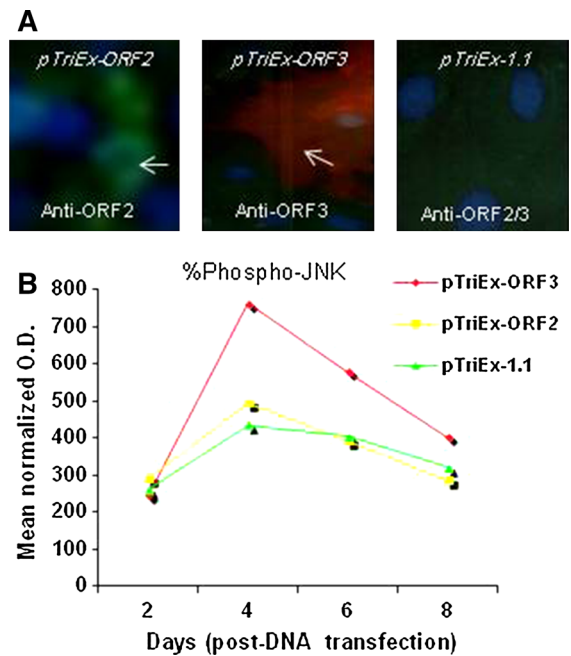 A
pTriEx-ORF2
pTriEx-ORF3
pTriEx-1.1
Anti-ORF2
Anti-ORF3
Anti-ORF2/3
B
%Phospho-JNK
pTriEx-ORF3
pTriEx-ORF2
pTriEx-1.1
Mean normalized O.D.
800
700
600
500
400
300
200
100
0
2 4 6 8
Days (post-DNA transfection)